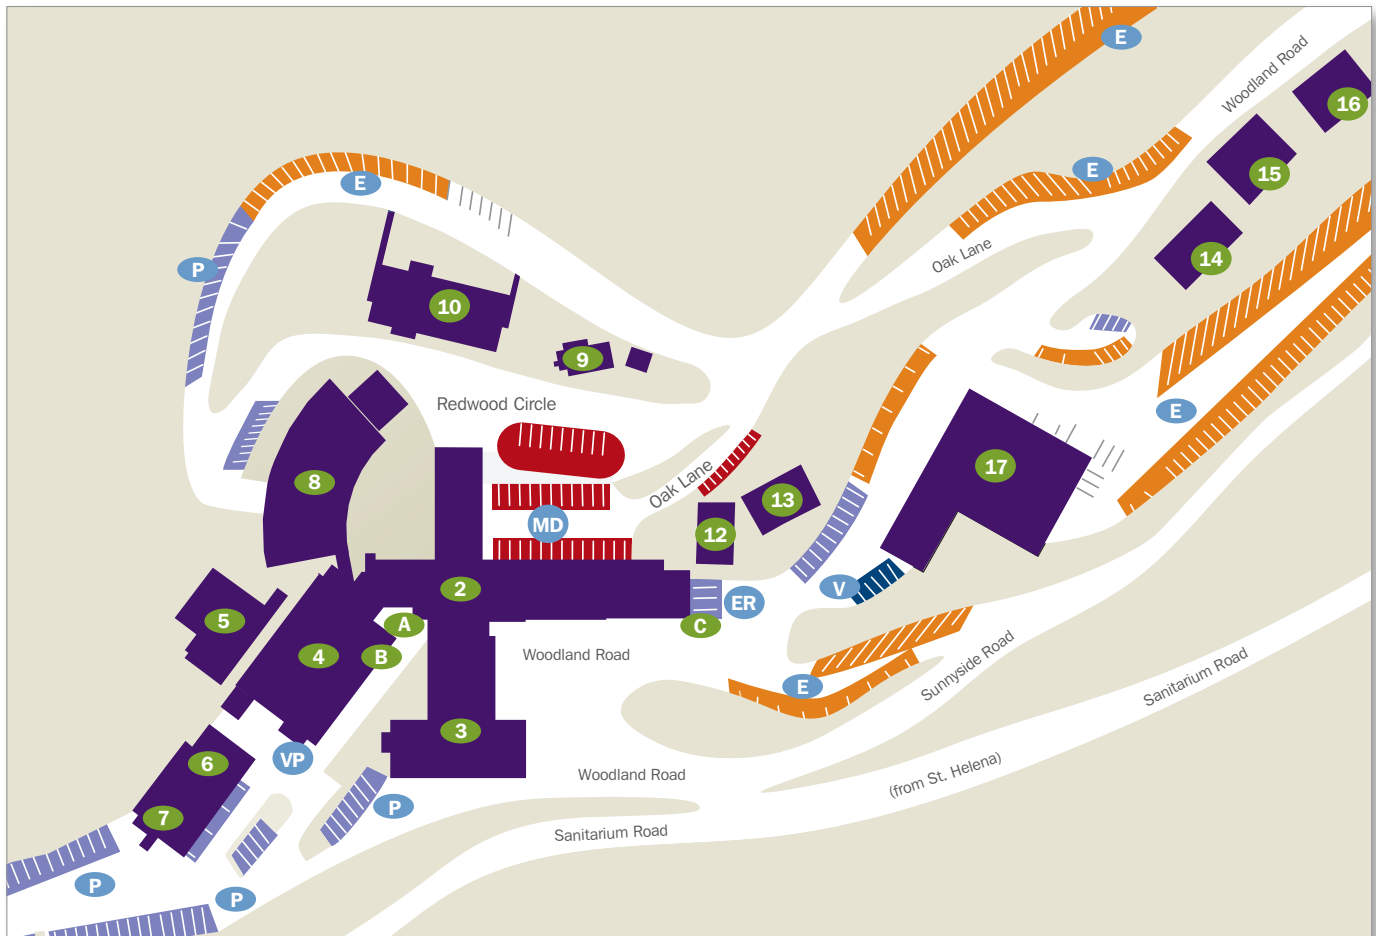 E
Woodland Road
16
E
15
E
P
14
Oak Lane
10
9
E
Redwood Circle
8
Oak Lane
17
13
MD
12
2
V
ER
5
A
C
4
B
Woodland Road
Sunnyside Road
Sanitarium Road
E
3
6
VP
Woodland Road
(from St. Helena)
7
P
Sanitarium Road
P
P